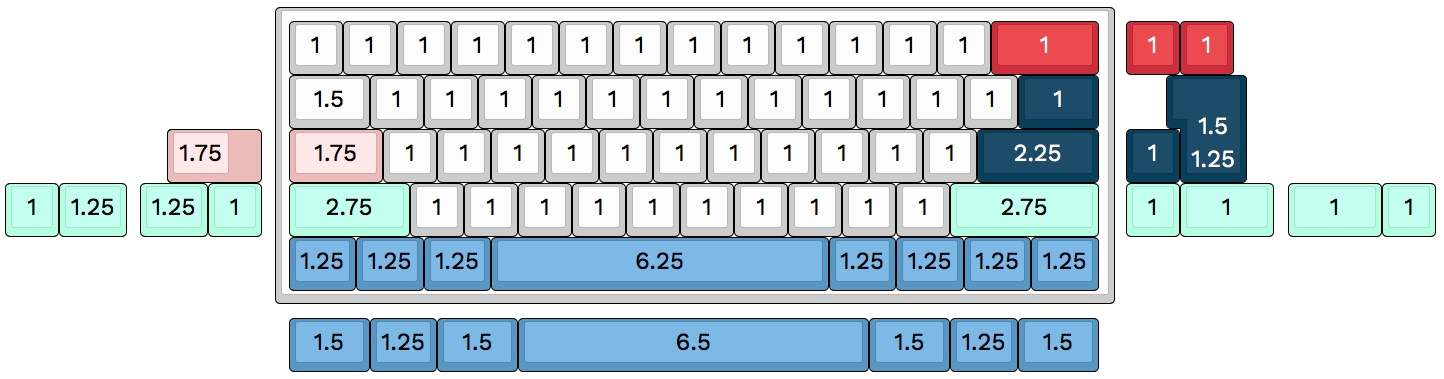 1 1 1 1 1 1 1 1 1 1 1 1 1 1 1 1
1.5 1 1 1 1 1 1 1 1 1 1 1 1 1
1.5
1.75 1.75 1 1 1 1 1 1 1 1 1 1 1 2.25 1 1.25
1 1.25 1.25 1 2.75 1 1 1 1 1 1 1 1 1 1 2.75 1 1 1 1
1.25 1.25 1.25 6.25 1.25 1.25 1.25 1.25
1.5 1.25 1.5 6.5 1.5 1.25 1.5